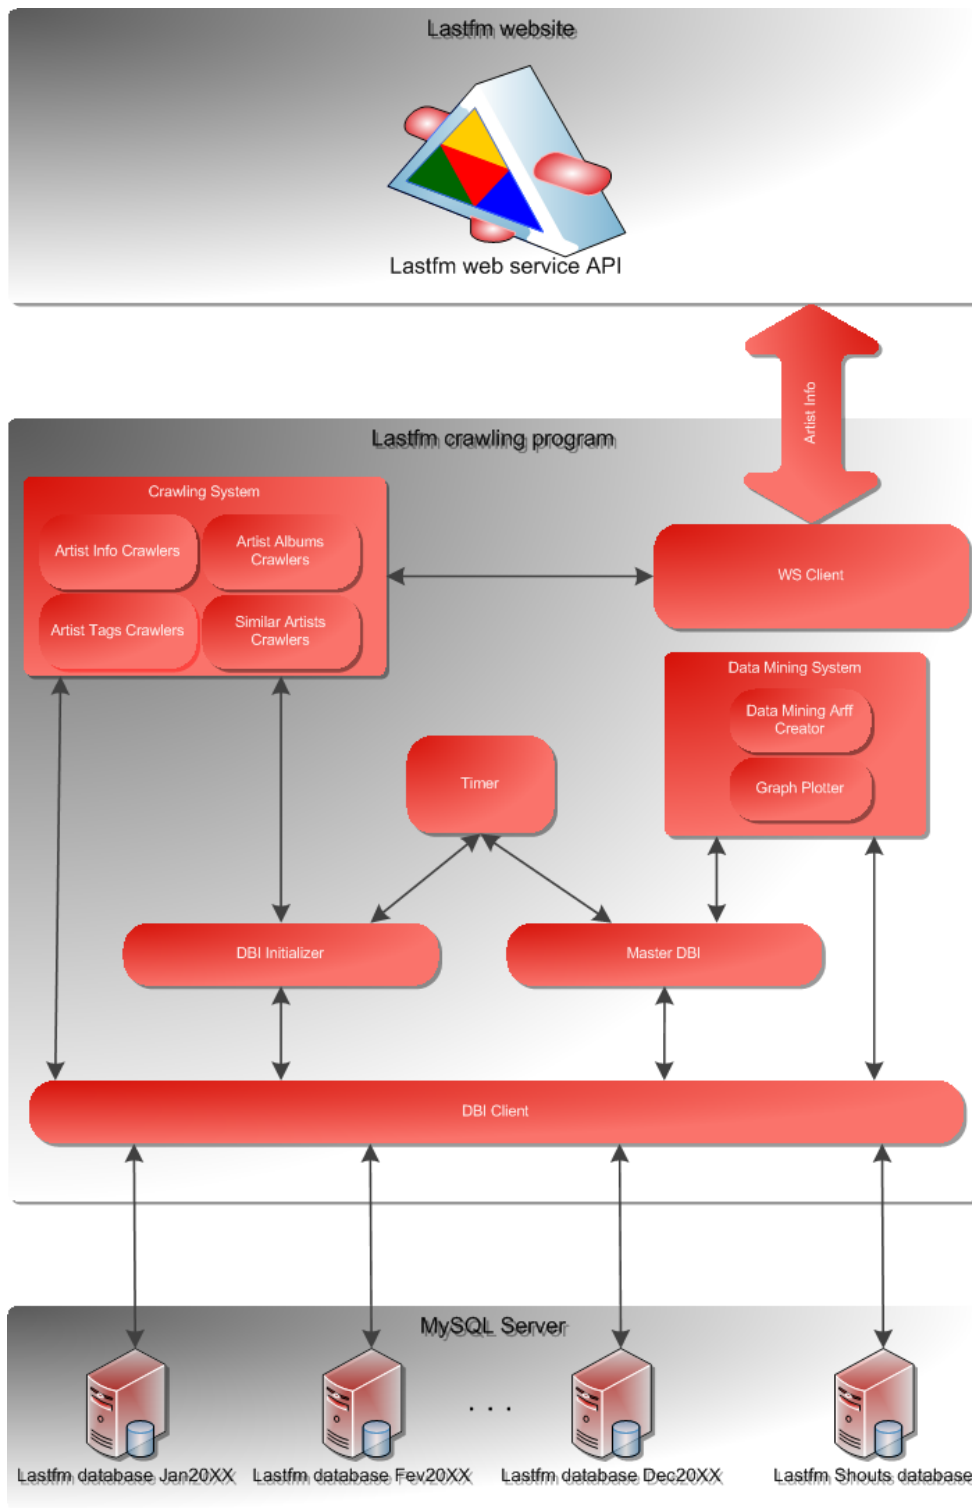 Lastfm website
Lastfm web service API
Artist Info
Lastfm crawling program
Crawling System
Artist Info Crawlers
Artist Albums
Crawlers
Artist Tags Crawlers
Similar Artists
Crawlers
WS Client
Data Mining System
Data Mining Arff
Creator
Graph Plotter
Timer
DBI Initializer
Master DBI
DBI Client
MySQL Server
. . .
Lastfm database Jan20XX
Lastfm database Fev20XX
Lastfm database Dec20XX
Lastfm Shouts database